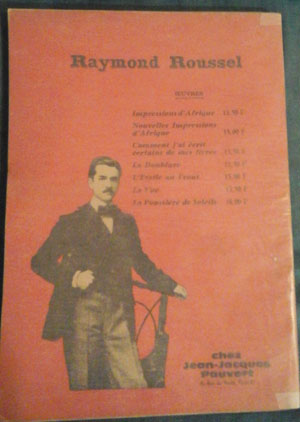 Raymond Roussel
ŒUVRES
Impressions d'Afrique
Nouvelles Impressions
d'Afrique
Comment j'ai écrit
certains de mes livres
La Doublure
L'Étoile au Front
La Vue
La Poussière de Soleils
chez
Jean-Jacques
Pauvert